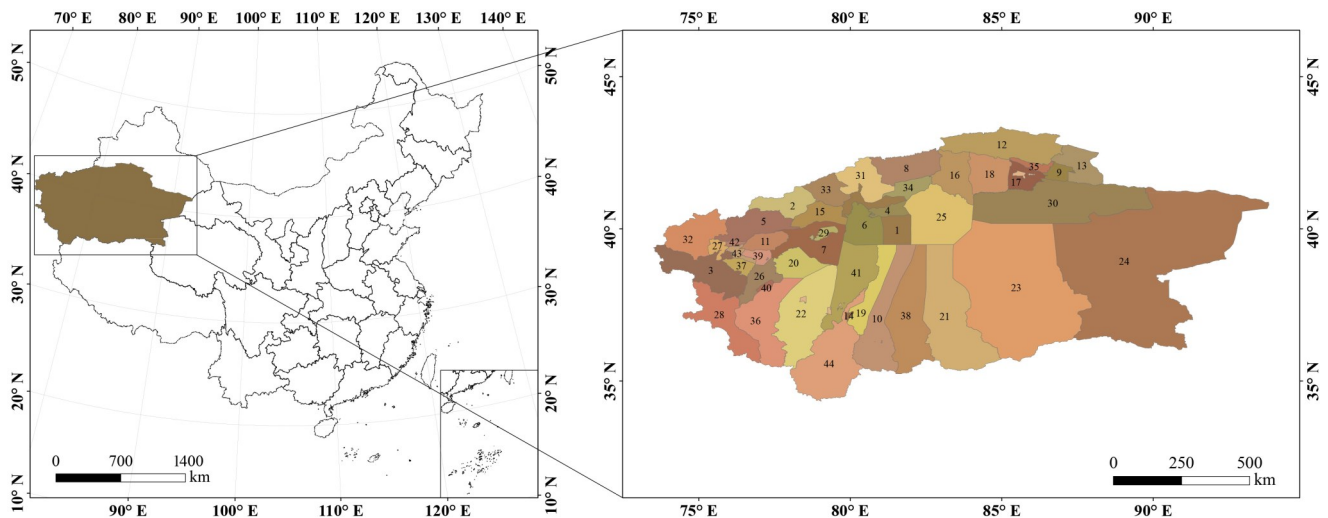 70° E 80° E 90° E 100° E 110° E 120° E 130° E 140° E
50° N
40° N
30° N
20° N
10° N
50° N
40° N
30° N
20° N
10° N
0 700 1400
km
90° E 100° E 110° E 120° E
75° E 80° E 85° E 90° E
45° N
40° N
35° N
45° N
40° N
35° N
12
35
13
31
8
16
18
17
9
34
33
2
15
4
30
5
6
1
25
32
42
11
29
27
43
39
7
24
3
37
20
26
41
40
23
28
36
22
14
19
10
38
21
44
0 250 500
km
75° E 80° E 85° E 90° E